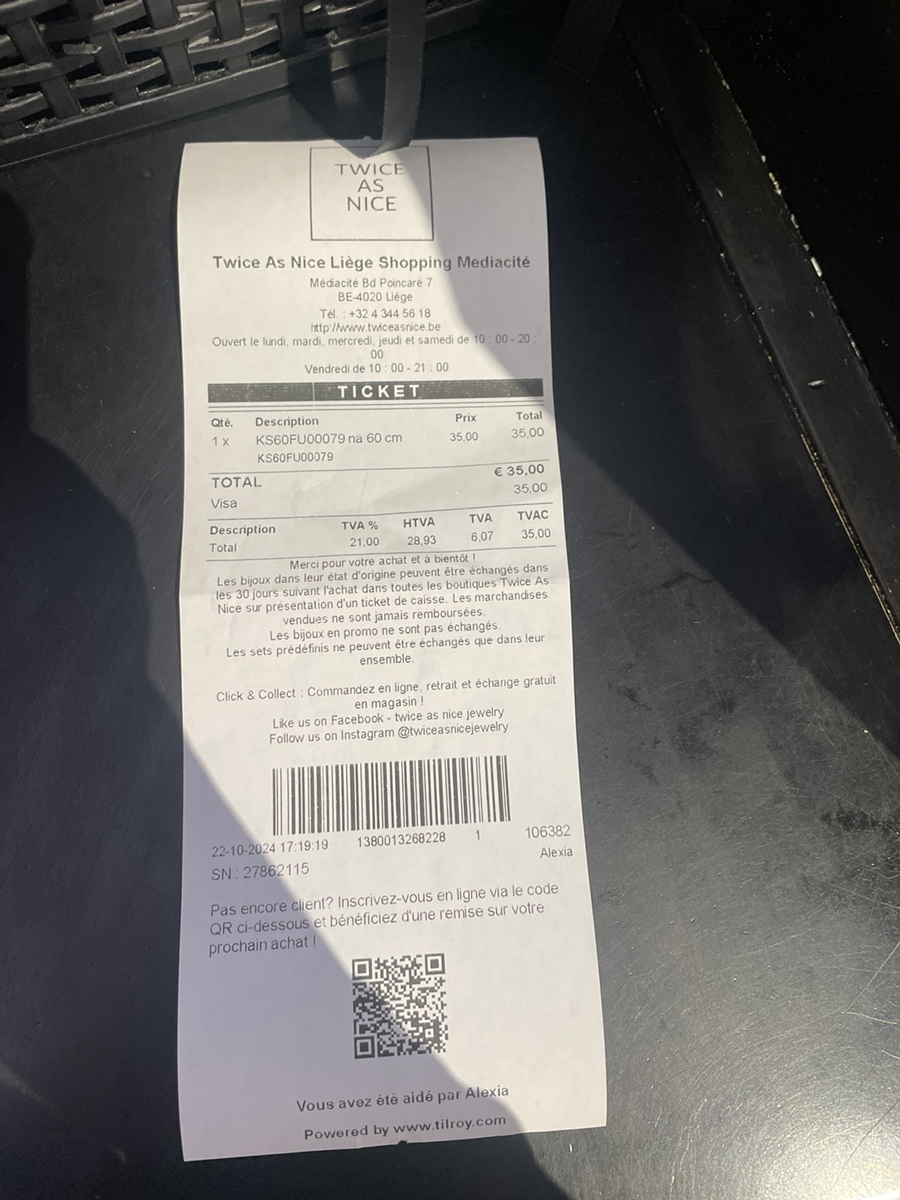 TWICE
AS
NICE
Twice As Nice Liège Shopping Mediacité
Médiacité Bd Poincaré 7
BE-4020 Liège
Tél. : +32 4 344 56 18
http://www.twiceasnice.be
Ouvert le lundi, mardi, mercredi, jeudi et samedi de 10 : 00 - 20 :
00
Vendredi de 10 : 00 - 21 : 00
TICKET
Qté. Description Prix Total
1 x KS60FU00079 na 60 cm 35,00 35,00
KS60FU00079
TOTAL € 35,00
Visa 35,00
Description TVA % HTVA TVA TVAC
Total 21,00 28,93 6,07 35,00
Merci pour votre achat et à bientôt !
Les bijoux dans leur état d'origine peuvent être échangés dans
les 30 jours suivant l'achat dans toutes les boutiques Twice As
Nice sur présentation d'un ticket de caisse. Les marchandises
vendues ne sont jamais remboursées.
Les bijoux en promo ne sont pas échangés.
Les sets prédéfinis ne peuvent être échangés que dans leur
ensemble.
Click & Collect : Commandez en ligne, retrait et échange gratuit
en magasin !
Like us on Facebook - twice as nice jewelry
Follow us on Instagram @twiceasnicejewelry
22-10-2024 17:19:19 1380013268228 1 106382
SN : 27862115 Alexia
Pas encore client? Inscrivez-vous en ligne via le code
QR ci-dessous et bénéficiez d'une remise sur votre
prochain achat !
Vous avez été aidé par Alexia
Powered by www.tilroy.com